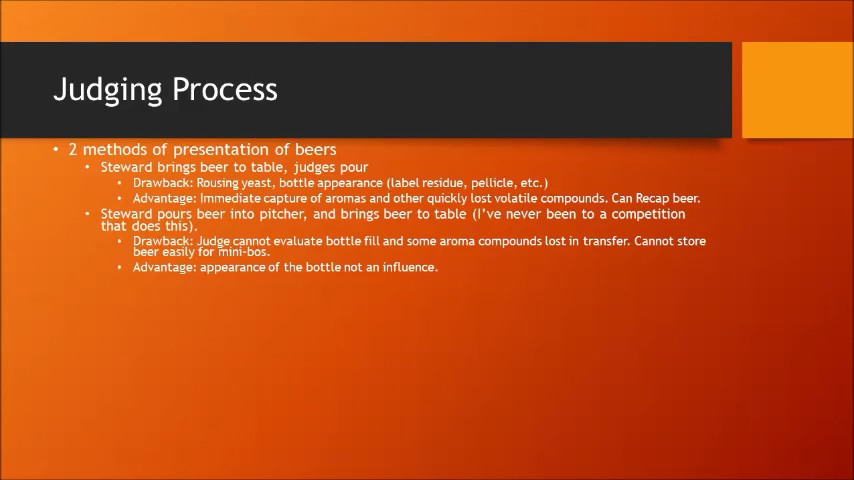 Judging Process
• 2 methods of presentation of beers
• Steward brings beer to table, judges pour
• Drawback: Rousing yeast, bottle appearance (label residue, pellicle, etc.)
• Advantage: Immediate capture of aromas and other quickly lost volatile compounds. Can Recap beer.
• Steward pours beer into pitcher, and brings beer to table (I've never been to a competition
that does this).
• Drawback: Judge cannot evaluate bottle fill and some aroma compounds lost in transfer. Cannot store
beer easily for mini-bos.
• Advantage: appearance of the bottle not an influence.